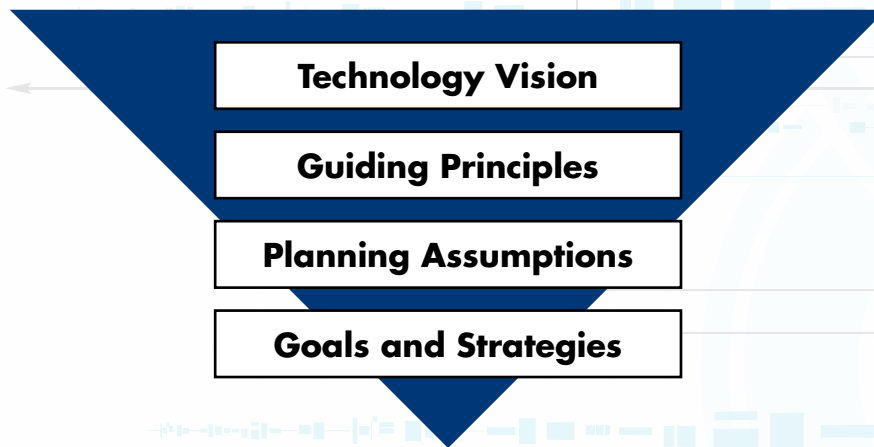 Technology Vision
Guiding Principles
Planning Assumptions
Goals and Strategies